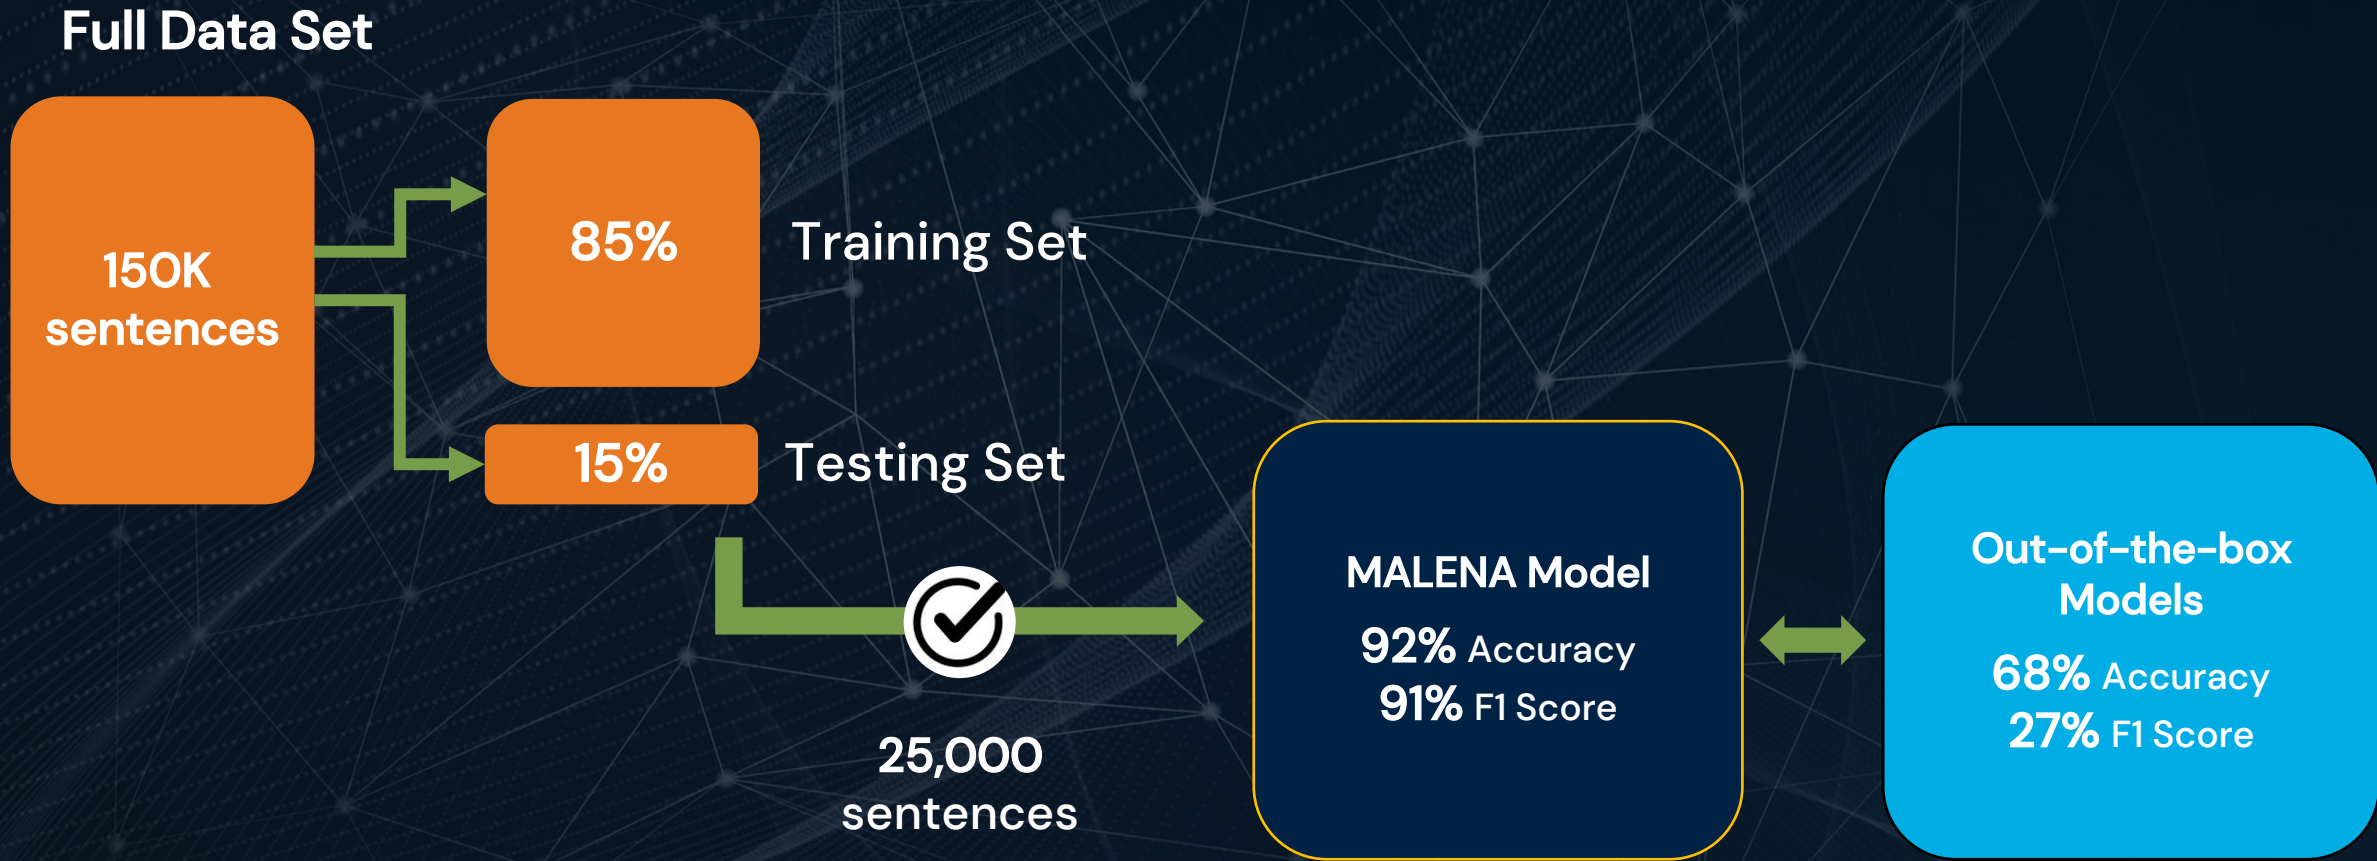 Full Data Set
150K
sentences
85%
Training Set
15%
Testing Set
25,000
sentences
MALENA Model
92% Accuracy
91% F1 Score
Out-of-the-box
Models
68% Accuracy
27% F1 Score